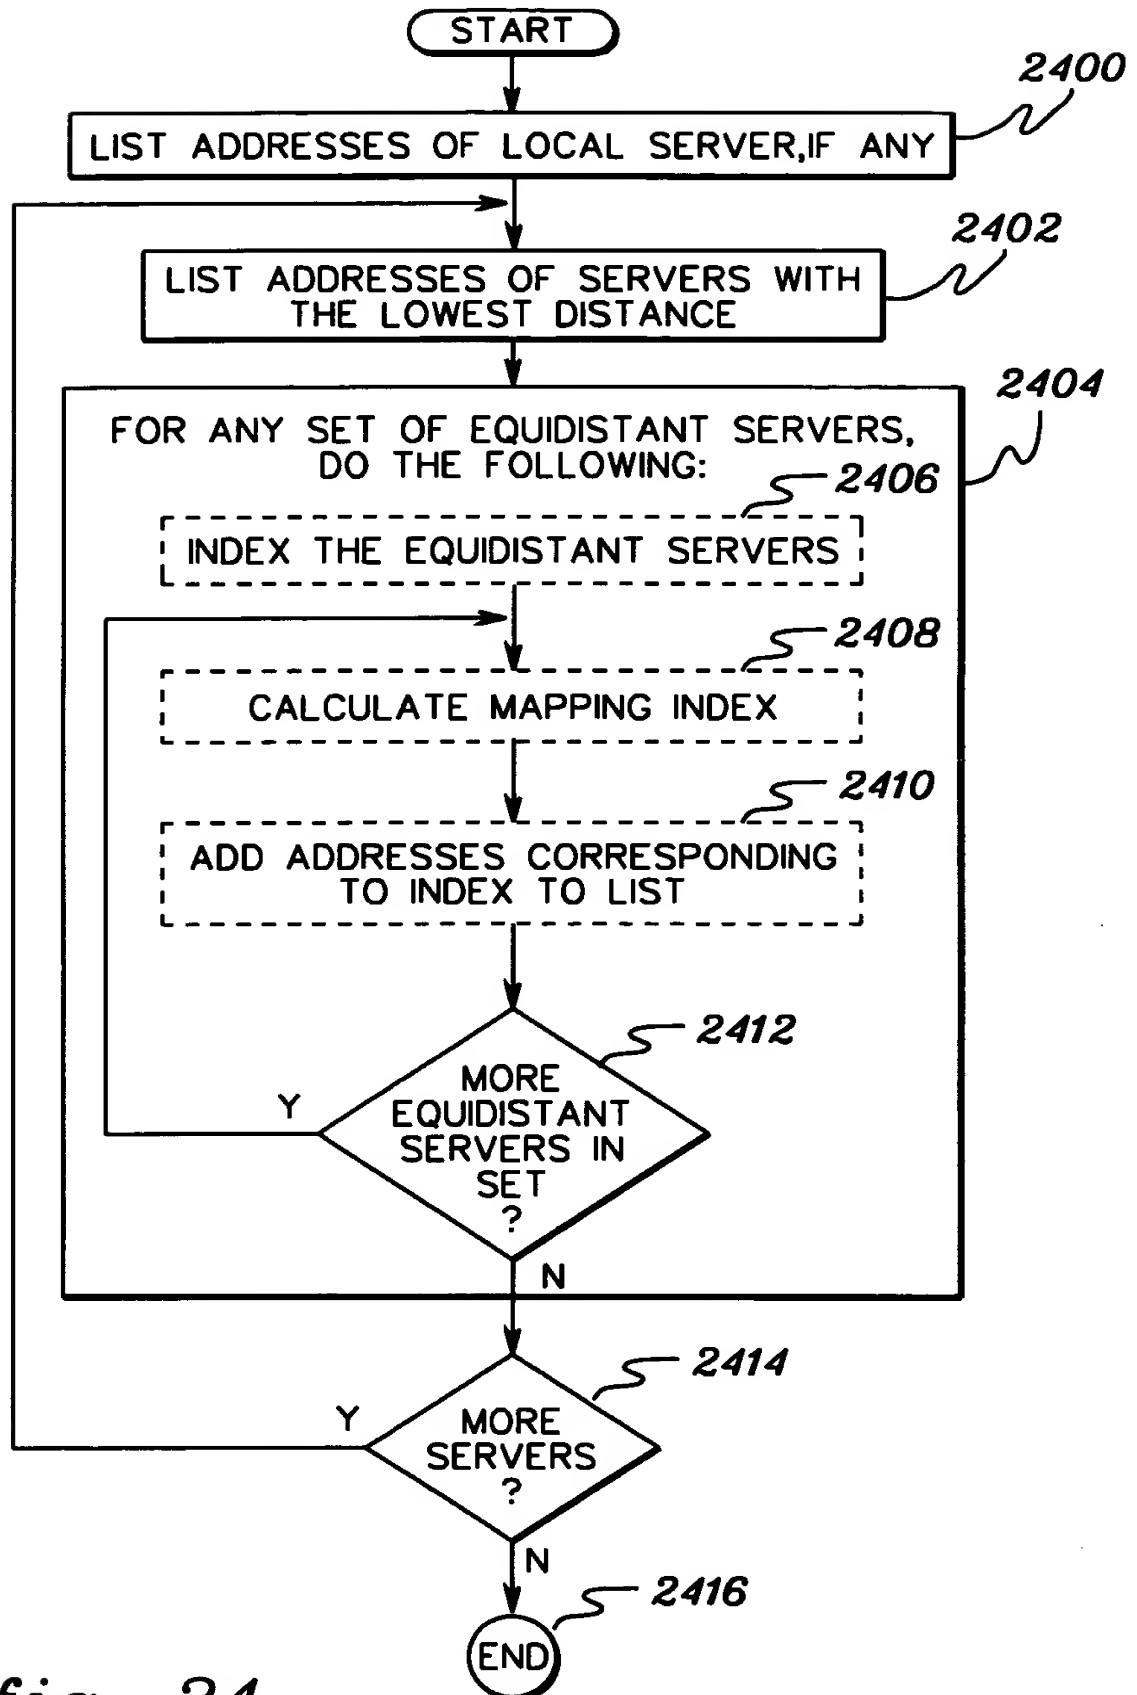 START
2400
LIST ADDRESSES OF LOCAL SERVER,IF ANY
2402
LIST ADDRESSES OF SERVERS WITH
THE LOWEST DISTANCE
2404
FOR ANY SET OF EQUIDISTANT SERVERS,
DO THE FOLLOWING:
2406
INDEX THE EQUIDISTANT SERVERS
2408
CALCULATE MAPPING INDEX
2410
ADD ADDRESSES CORRESPONDING
TO INDEX TO LIST
2412
MORE
EQUIDISTANT
SERVERS IN
SET
?
Y
N
2414
MORE
SERVERS
?
Y
N
2416
END
fig. 24